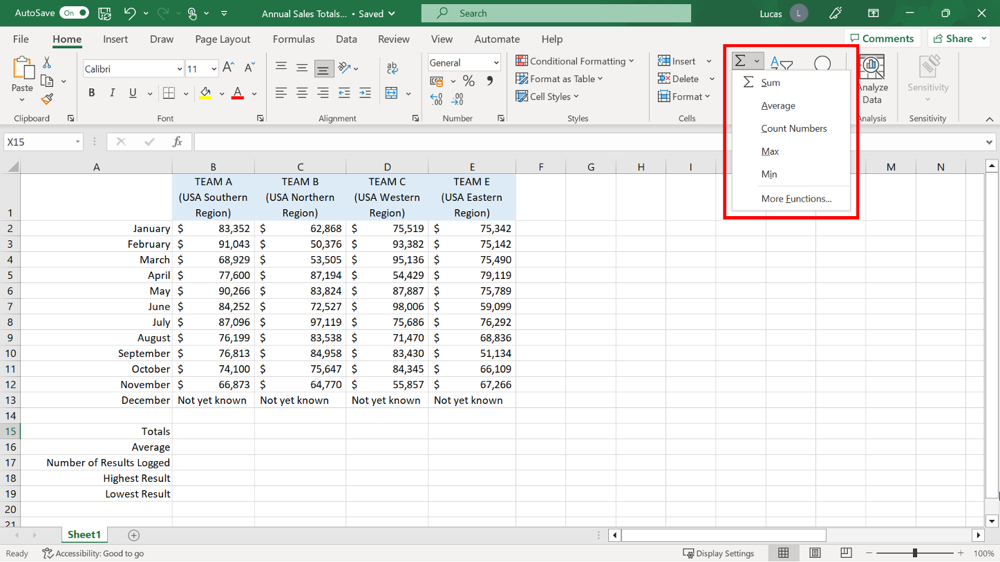 AutoSave On Annual Sales Totals... • Saved Search Lucas L
File Home Insert Draw Page Layout Formulas Data Review View Automate Help Comments Share
Paste
Clipboard
Calibri 11
B I U A
Font
ab
Alignment
General
%
Number
Conditional Formatting
Format as Table
Cell Styles
Styles
Insert
Delete
Format
Cells
Σ
Σ Sum
Average
Count Numbers
Max
Min
More Functions...
Analyze
Data
Analysis
Sensitivity
Sensitivity
X15 fx
A B C D E F G H I M N
1 TEAM A (USA Southern Region) TEAM B (USA Northern Region) TEAM C (USA Western Region) TEAM E (USA Eastern Region)
2 January $ 83,352 $ 62,868 $ 75,519 $ 75,342
3 February $ 91,043 $ 50,376 $ 93,382 $ 75,142
4 March $ 68,929 $ 53,505 $ 95,136 $ 75,490
5 April $ 77,600 $ 87,194 $ 54,429 $ 79,119
6 May $ 90,266 $ 83,824 $ 87,887 $ 75,789
7 June $ 84,252 $ 72,527 $ 98,006 $ 59,099
8 July $ 87,096 $ 97,119 $ 75,686 $ 76,292
9 August $ 76,199 $ 83,538 $ 71,470 $ 68,836
10 September $ 76,813 $ 84,958 $ 83,430 $ 51,134
11 October $ 74,100 $ 75,647 $ 84,345 $ 66,109
12 November $ 66,873 $ 64,770 $ 55,857 $ 67,266
13 December Not yet known Not yet known Not yet known Not yet known
14
15 Totals
16 Average
17 Number of Results Logged
18 Highest Result
19 Lowest Result
20
21
Sheet1
Ready Accessibility: Good to go Display Settings 100%